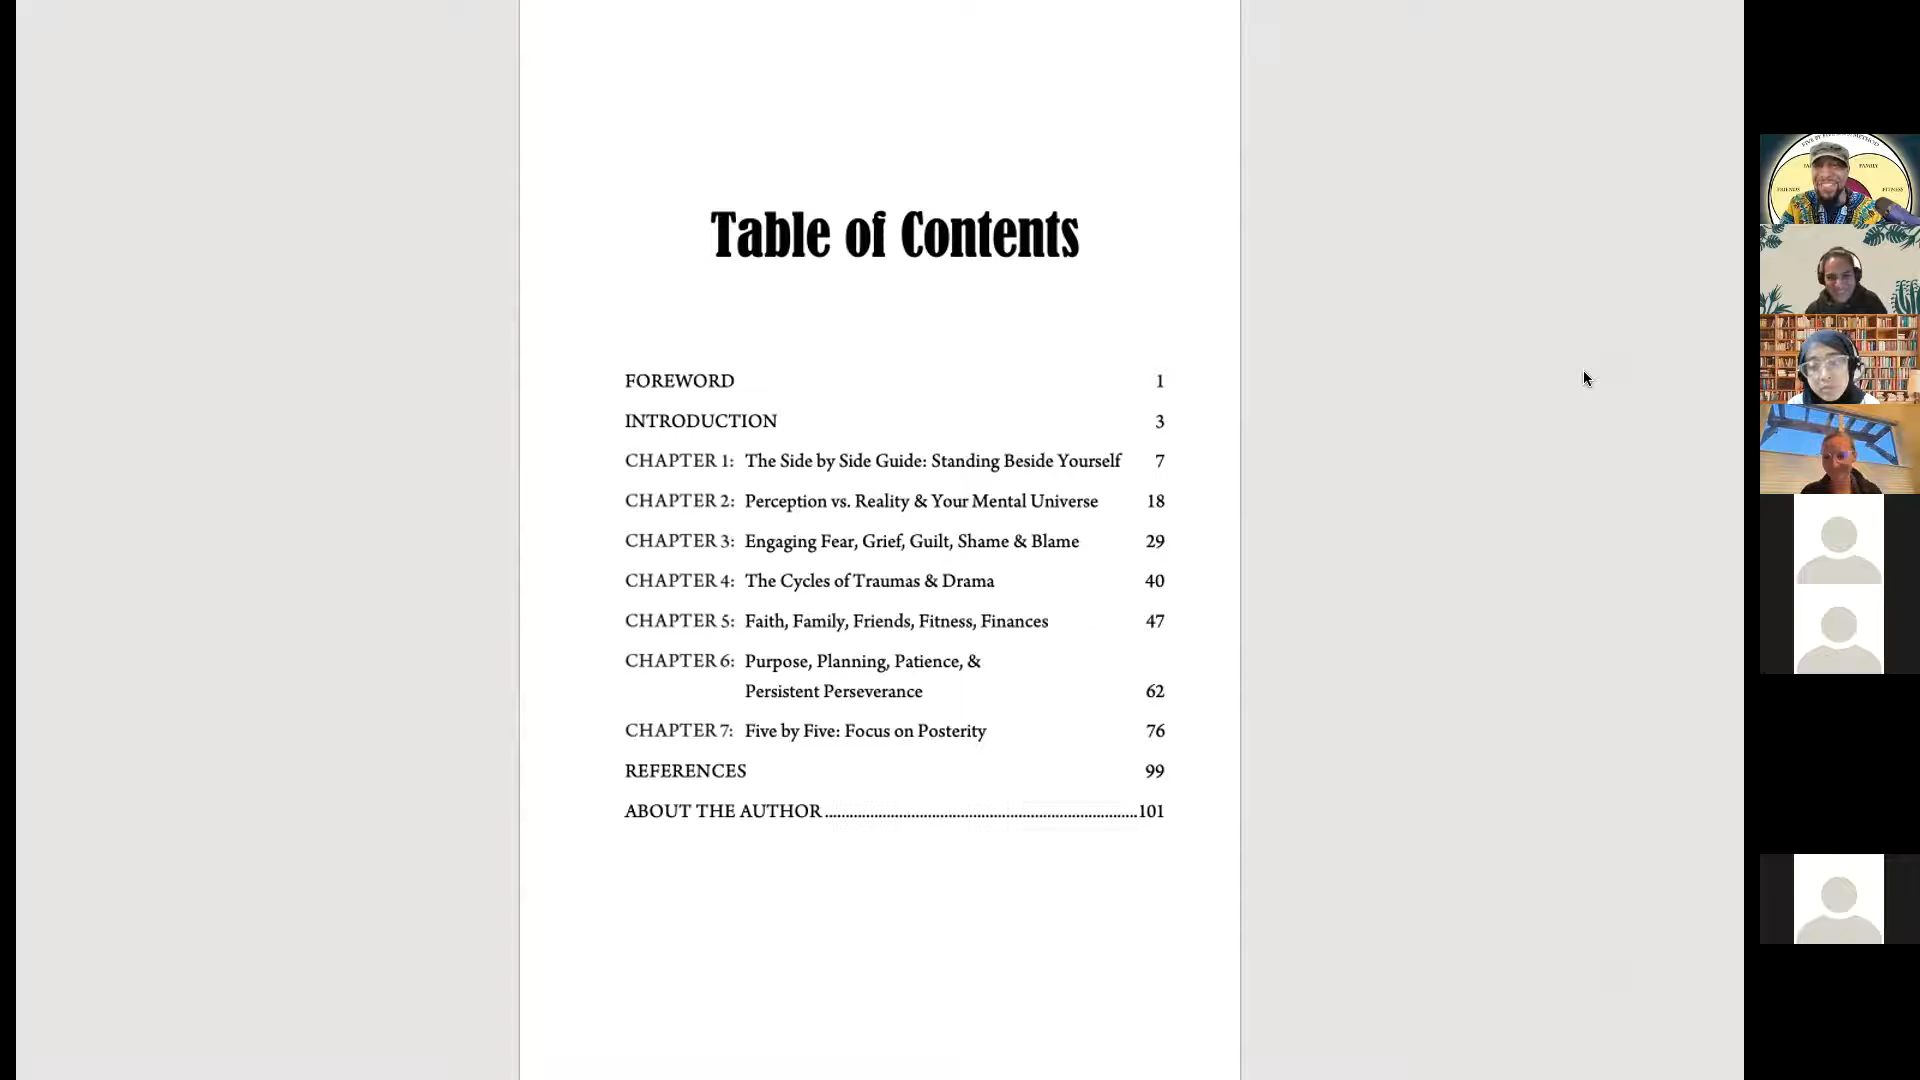 Table of Contents
FOREWORD 1
INTRODUCTION 3
CHAPTER 1: The Side by Side Guide: Standing Beside Yourself 7
CHAPTER 2: Perception vs. Reality & Your Mental Universe 18
CHAPTER 3: Engaging Fear, Grief, Guilt, Shame & Blame 29
CHAPTER 4: The Cycles of Traumas & Drama 40
CHAPTER 5: Faith, Family, Friends, Fitness, Finances 47
CHAPTER 6: Purpose, Planning, Patience, &
Persistent Perseverance 62
CHAPTER 7: Five by Five: Focus on Posterity 76
REFERENCES 99
ABOUT THE AUTHOR........................................................................101
FAMILY
FRIENDS
FITNESS